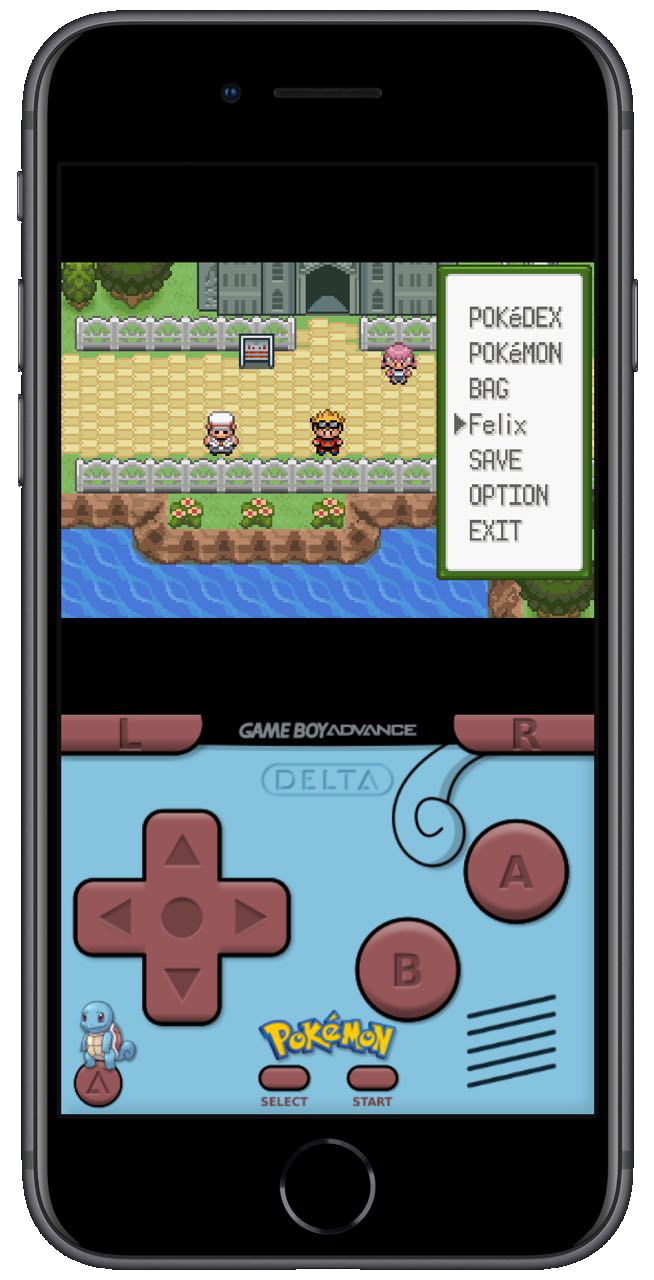 POKéDEX
POKéMON
BAG
Felix
SAVE
OPTION
EXIT
L
GAME BOY ADVANCE
R
DELTA
A
B
POKéMON
SELECT
START